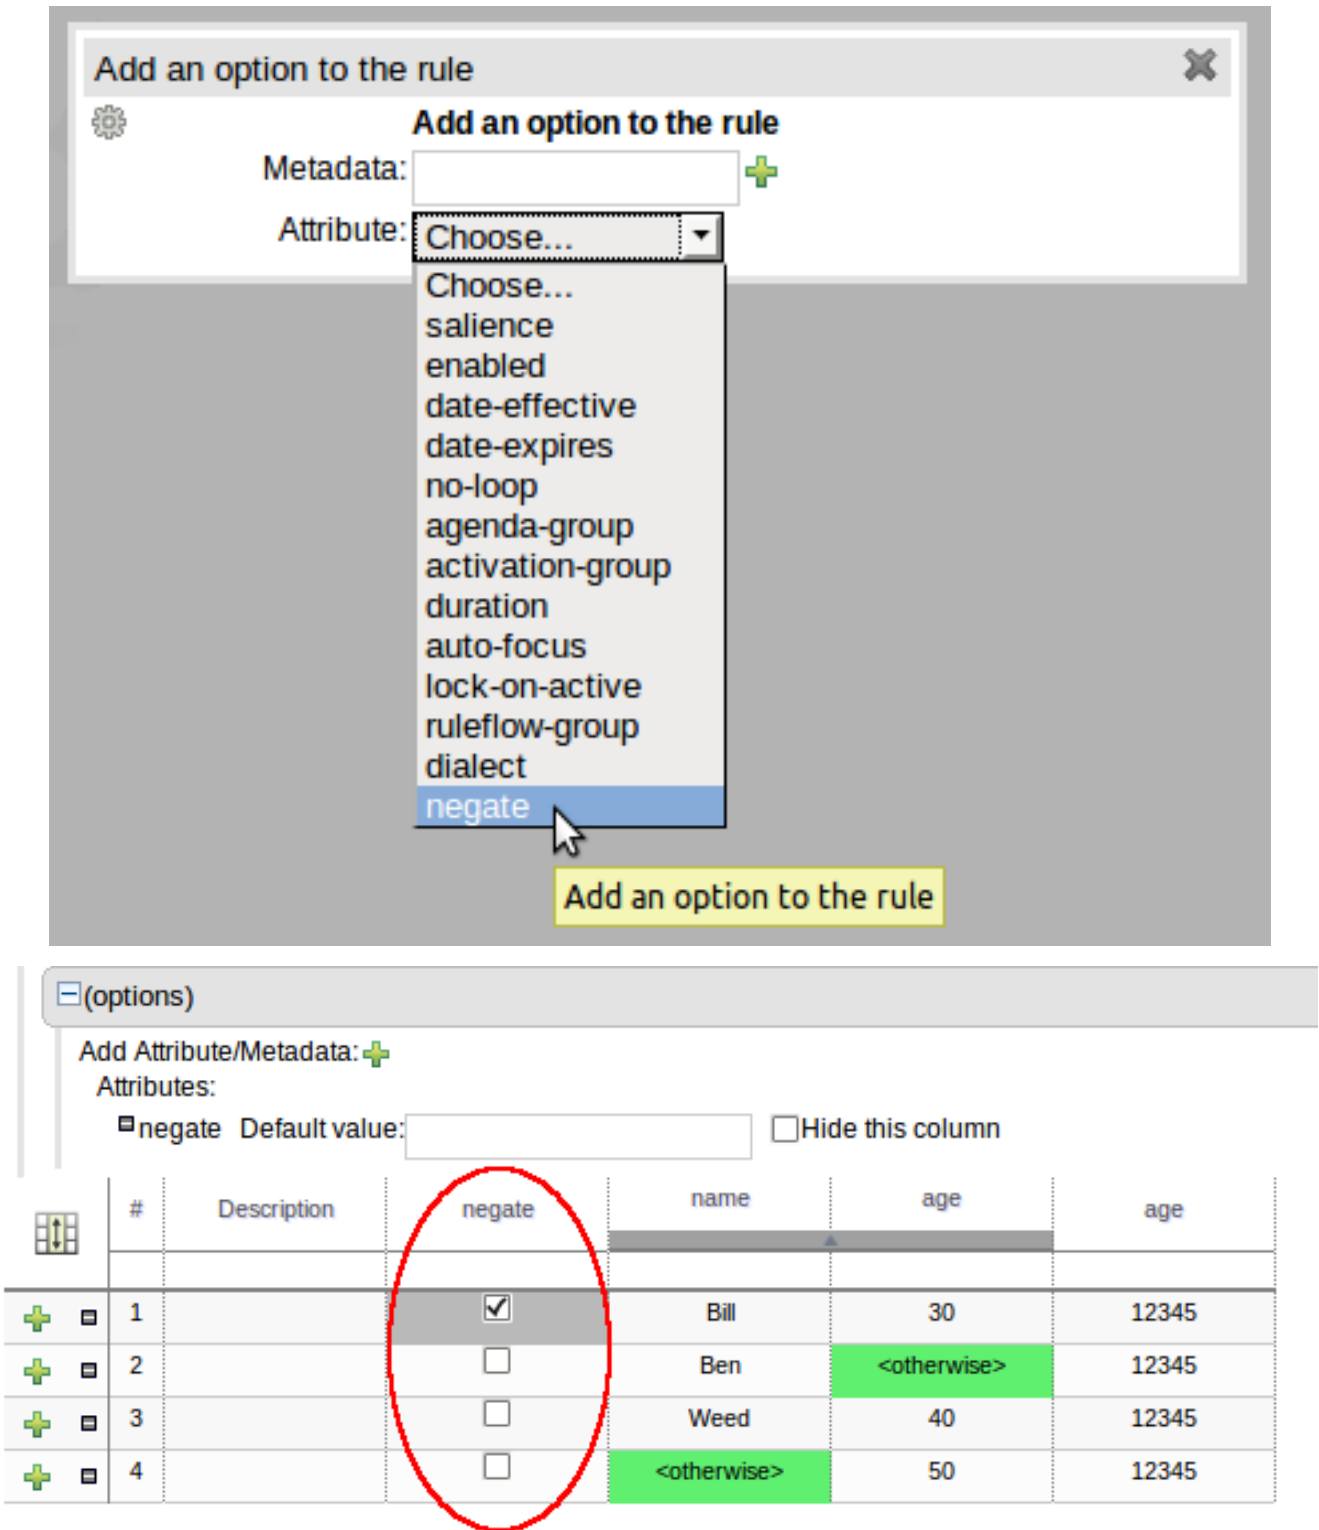 Add an option to the rule
Add an option to the rule
Metadata:
Attribute: Choose...
Choose...
salience
enabled
date-effective
date-expires
no-loop
agenda-group
activation-group
duration
auto-focus
lock-on-active
ruleflow-group
dialect
negate
Add an option to the rule
(options)
Add Attribute/Metadata:
Attributes:
negate Default value: Hide this column
# Description negate name age age
1 Bill 30 12345
2 Ben <otherwise> 12345
3 Weed 40 12345
4 <otherwise> 50 12345